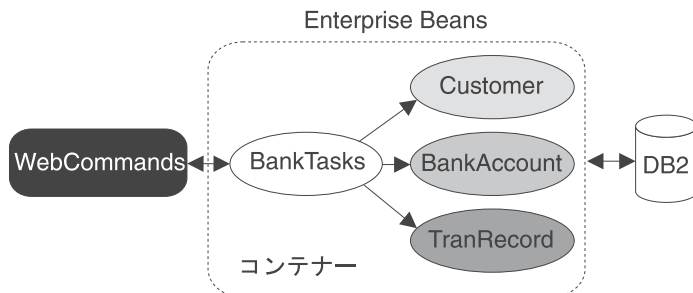 Enterprise Beans
Customer
WebCommands
BankTasks
BankAccount
DB2
TranRecord
コンテナー